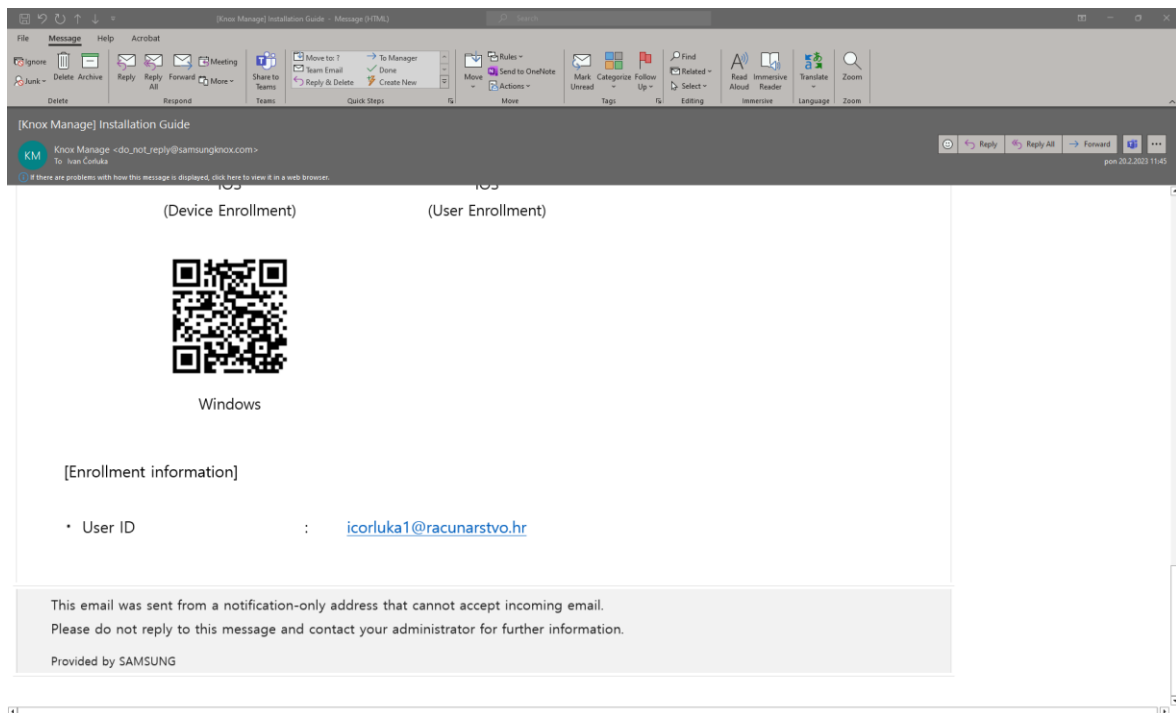 [Knox Manage] Installation Guide - Message (HTML)
Search
File Message Help Acrobat
Ignore
Junk
Delete Archive
Reply Reply All Forward
Meeting
More
Share to Teams
Move to: ?
Team Email
Reply & Delete
To Manager
Done
Create New
Move
Rules
Send to OneNote
Actions
Mark Unread
Categorize
Follow Up
Find
Related
Select
Read Aloud
Immersive Reader
Translate
Zoom
Delete Respond Teams Quick Steps Move Tags Editing Immersive Language Zoom
[Knox Manage] Installation Guide
KM
Knox Manage <do_not_reply@samsungknox.com>
To Ivan Ćorluka
Reply Reply All Forward
pon 20.2.2023 11:45
If there are problems with how this message is displayed, click here to view it in a web browser.
iOS iOS
(Device Enrollment) (User Enrollment)
Windows
[Enrollment information]
· User ID : icorluka1@racunarstvo.hr
This email was sent from a notification-only address that cannot accept incoming email.
Please do not reply to this message and contact your administrator for further information.
Provided by SAMSUNG